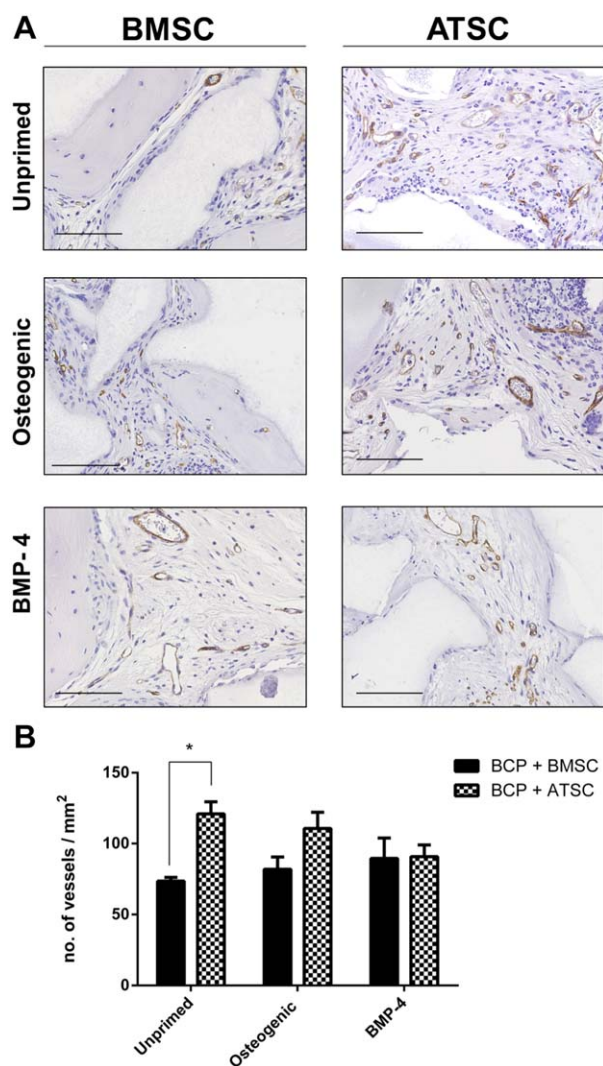 A
BMSC
ATSC
Unprimed
Osteogenic
BMP-4
B
*
BCP + BMSC
BCP + ATSC
no. of vessels / mm²
150
100
50
0
Unprimed
Osteogenic
BMP-4